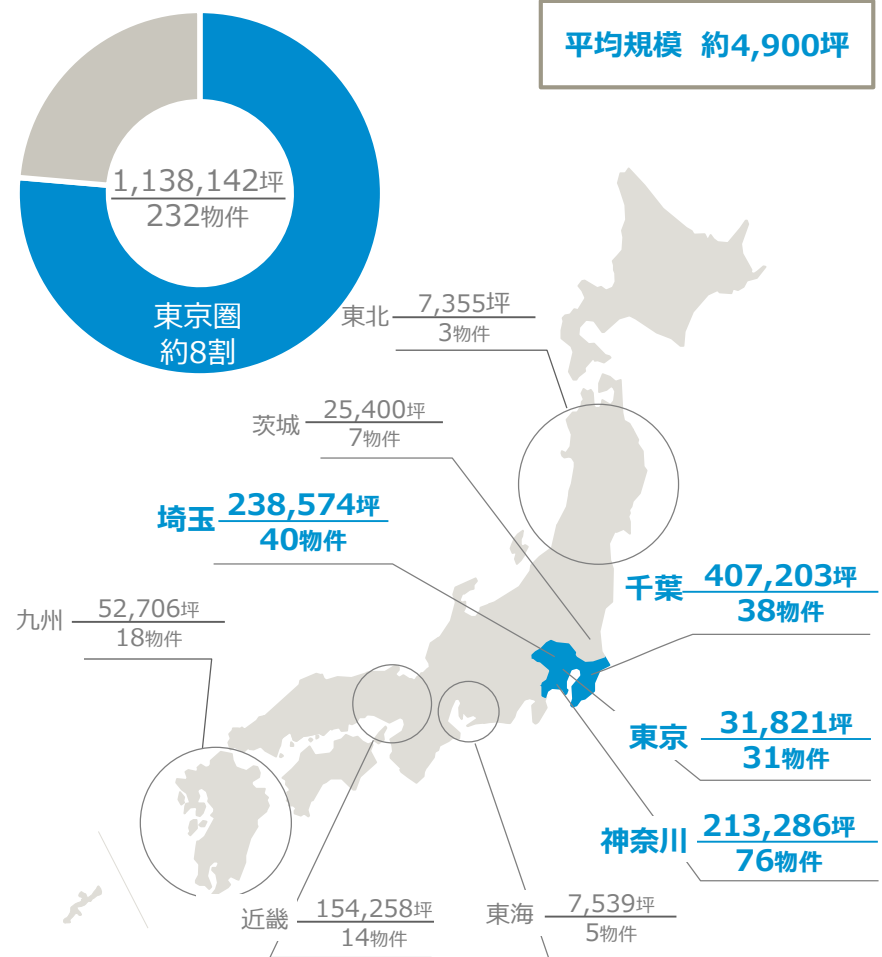 平均規模 約4,900坪
1,138,142坪
232物件
東京圏
約8割
東北
7,355坪
3物件
茨城
25,400坪
7物件
埼玉
238,574坪
40物件
千葉
407,203坪
38物件
九州
52,706坪
18物件
東京
31,821坪
31物件
神奈川
213,286坪
76物件
近畿
154,258坪
14物件
東海
7,539坪
5物件